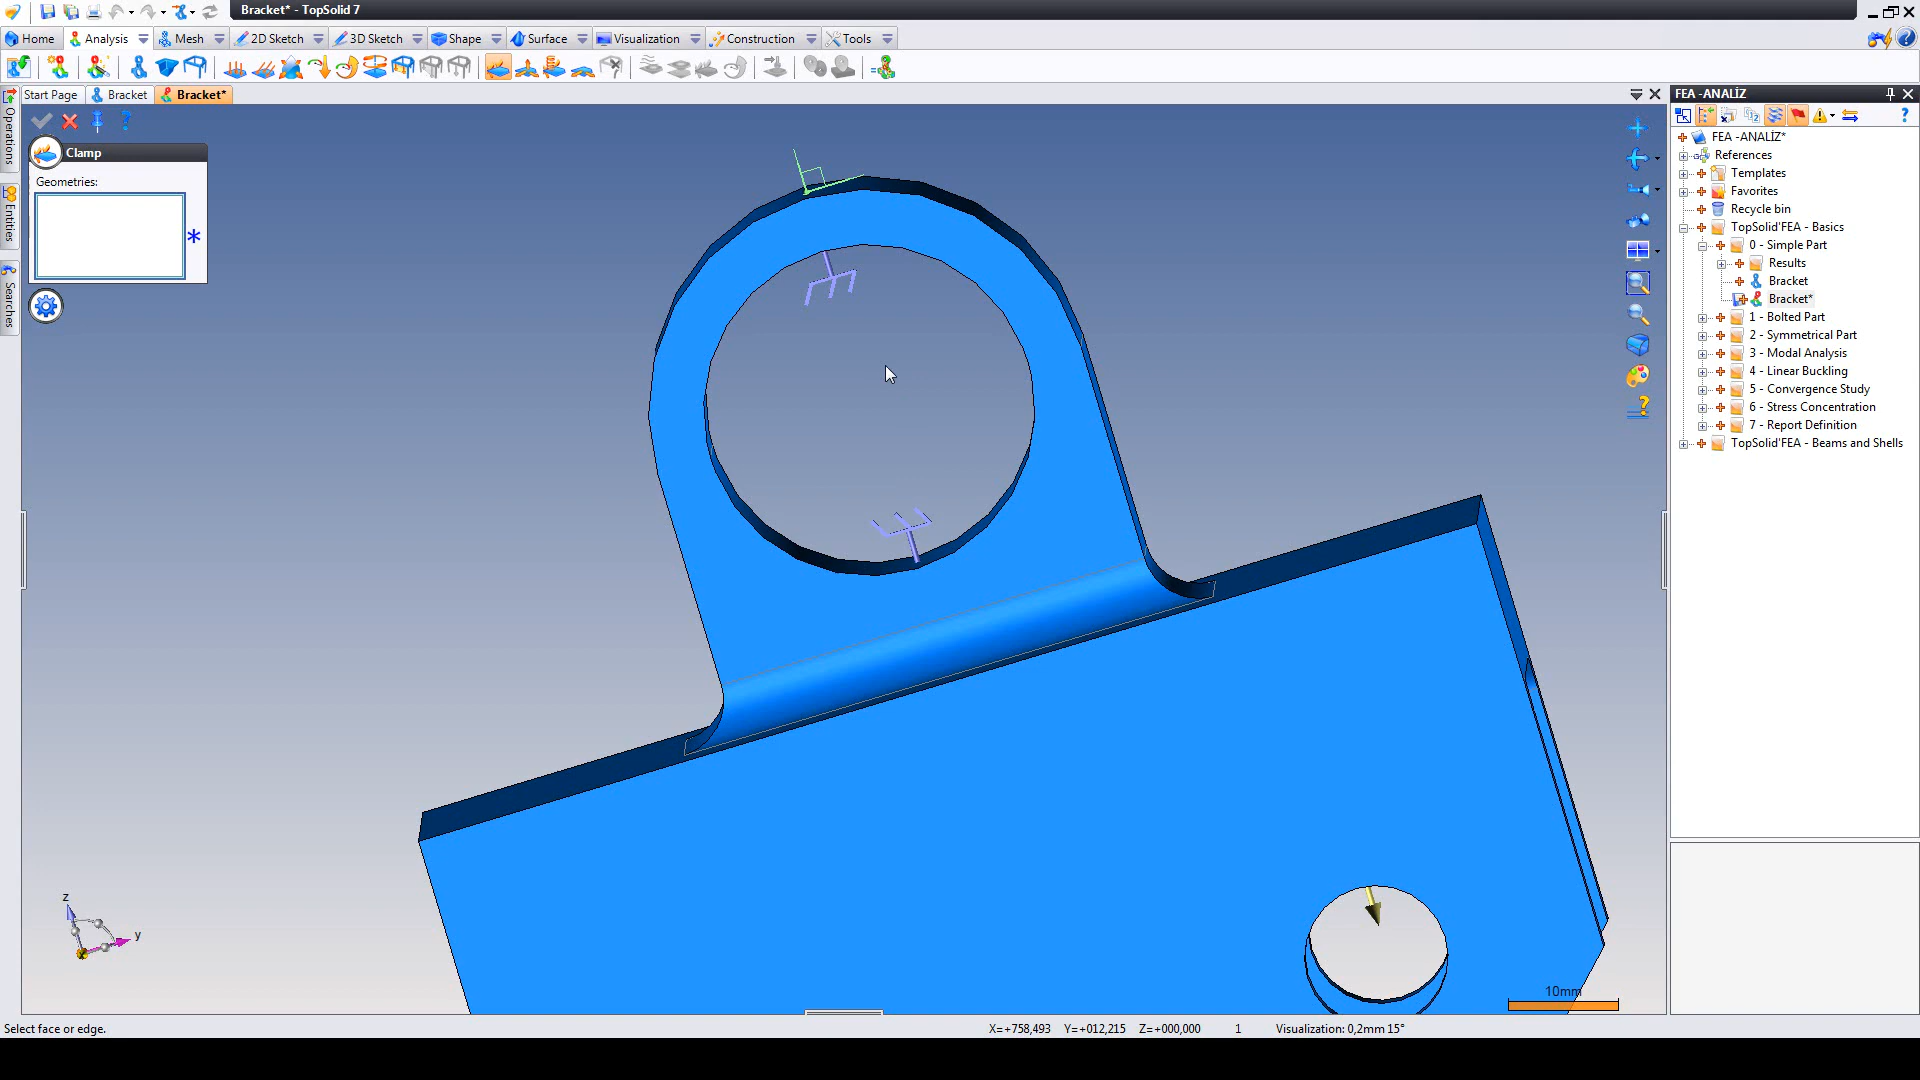 Bracket* - TopSolid 7
Home
Analysis
Mesh
2D Sketch
3D Sketch
Shape
Surface
Visualization
Construction
Tools
Start Page
Bracket
Bracket*
Operations
Entities
Searches
Clamp
Geometries:
*
z
y
10mm
FEA -ANALİZ
FEA -ANALİZ*
References
Templates
Favorites
Recycle bin
TopSolid'FEA - Basics
0 - Simple Part
Results
Bracket
Bracket*
1 - Bolted Part
2 - Symmetrical Part
3 - Modal Analysis
4 - Linear Buckling
5 - Convergence Study
6 - Stress Concentration
7 - Report Definition
TopSolid'FEA - Beams and Shells
Select face or edge.
X=+758,493 Y=+012,215 Z=+000,000 1 Visualization: 0,2mm 15°